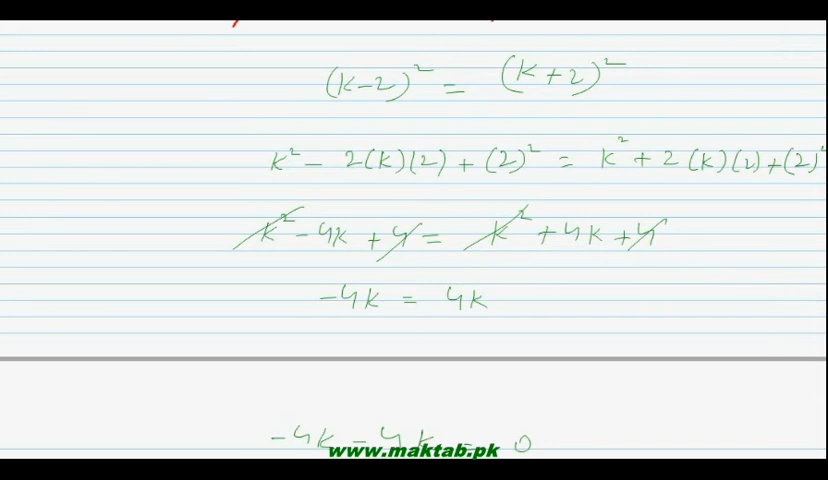 (k-2)² = (k+2)²
k² - 2(k)(2) + (2)² = k² + 2(k)(2) + (2)²
k² - 4k + 4 = k² + 4k + 4
-4k = 4k
-4k - 4k = 0
www.maktab.pk